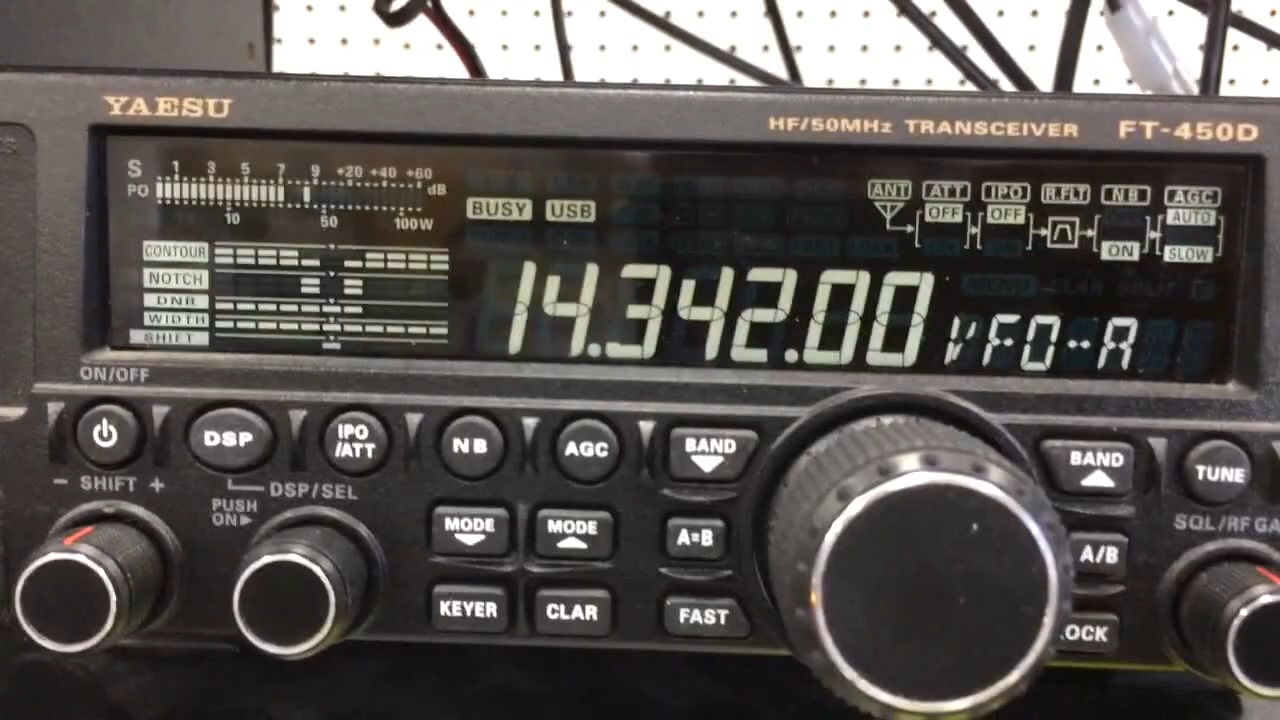 YAESU
HF/50MHz TRANSCEIVER FT-450D
S 1 3 5 7 9 +20 +40 +60 dB
PO 10 50 100W
BUSY USB
ANT ATT IPO R.FLT NB AGC
OFF OFF AUTO
ON SLOW
CONTOUR
NOTCH
DNR
WIDTH
SHIFT
14.342.00 VFO-A
ON/OFF
DSP IPO/ATT NB AGC BAND BAND TUNE
- SHIFT + DSP/SEL
PUSH ON
MODE MODE A=B A/B
SQL/RF GA
KEYER CLAR FAST OCK